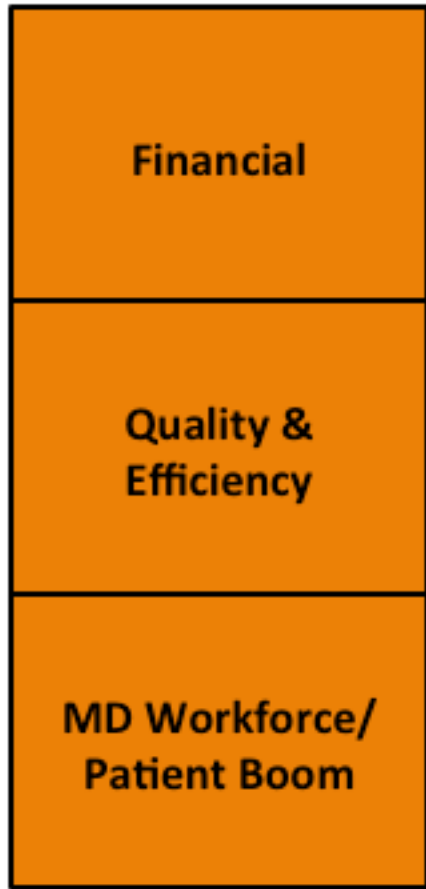 Financial
Quality &
Efficiency
MD Workforce/
Patient Boom